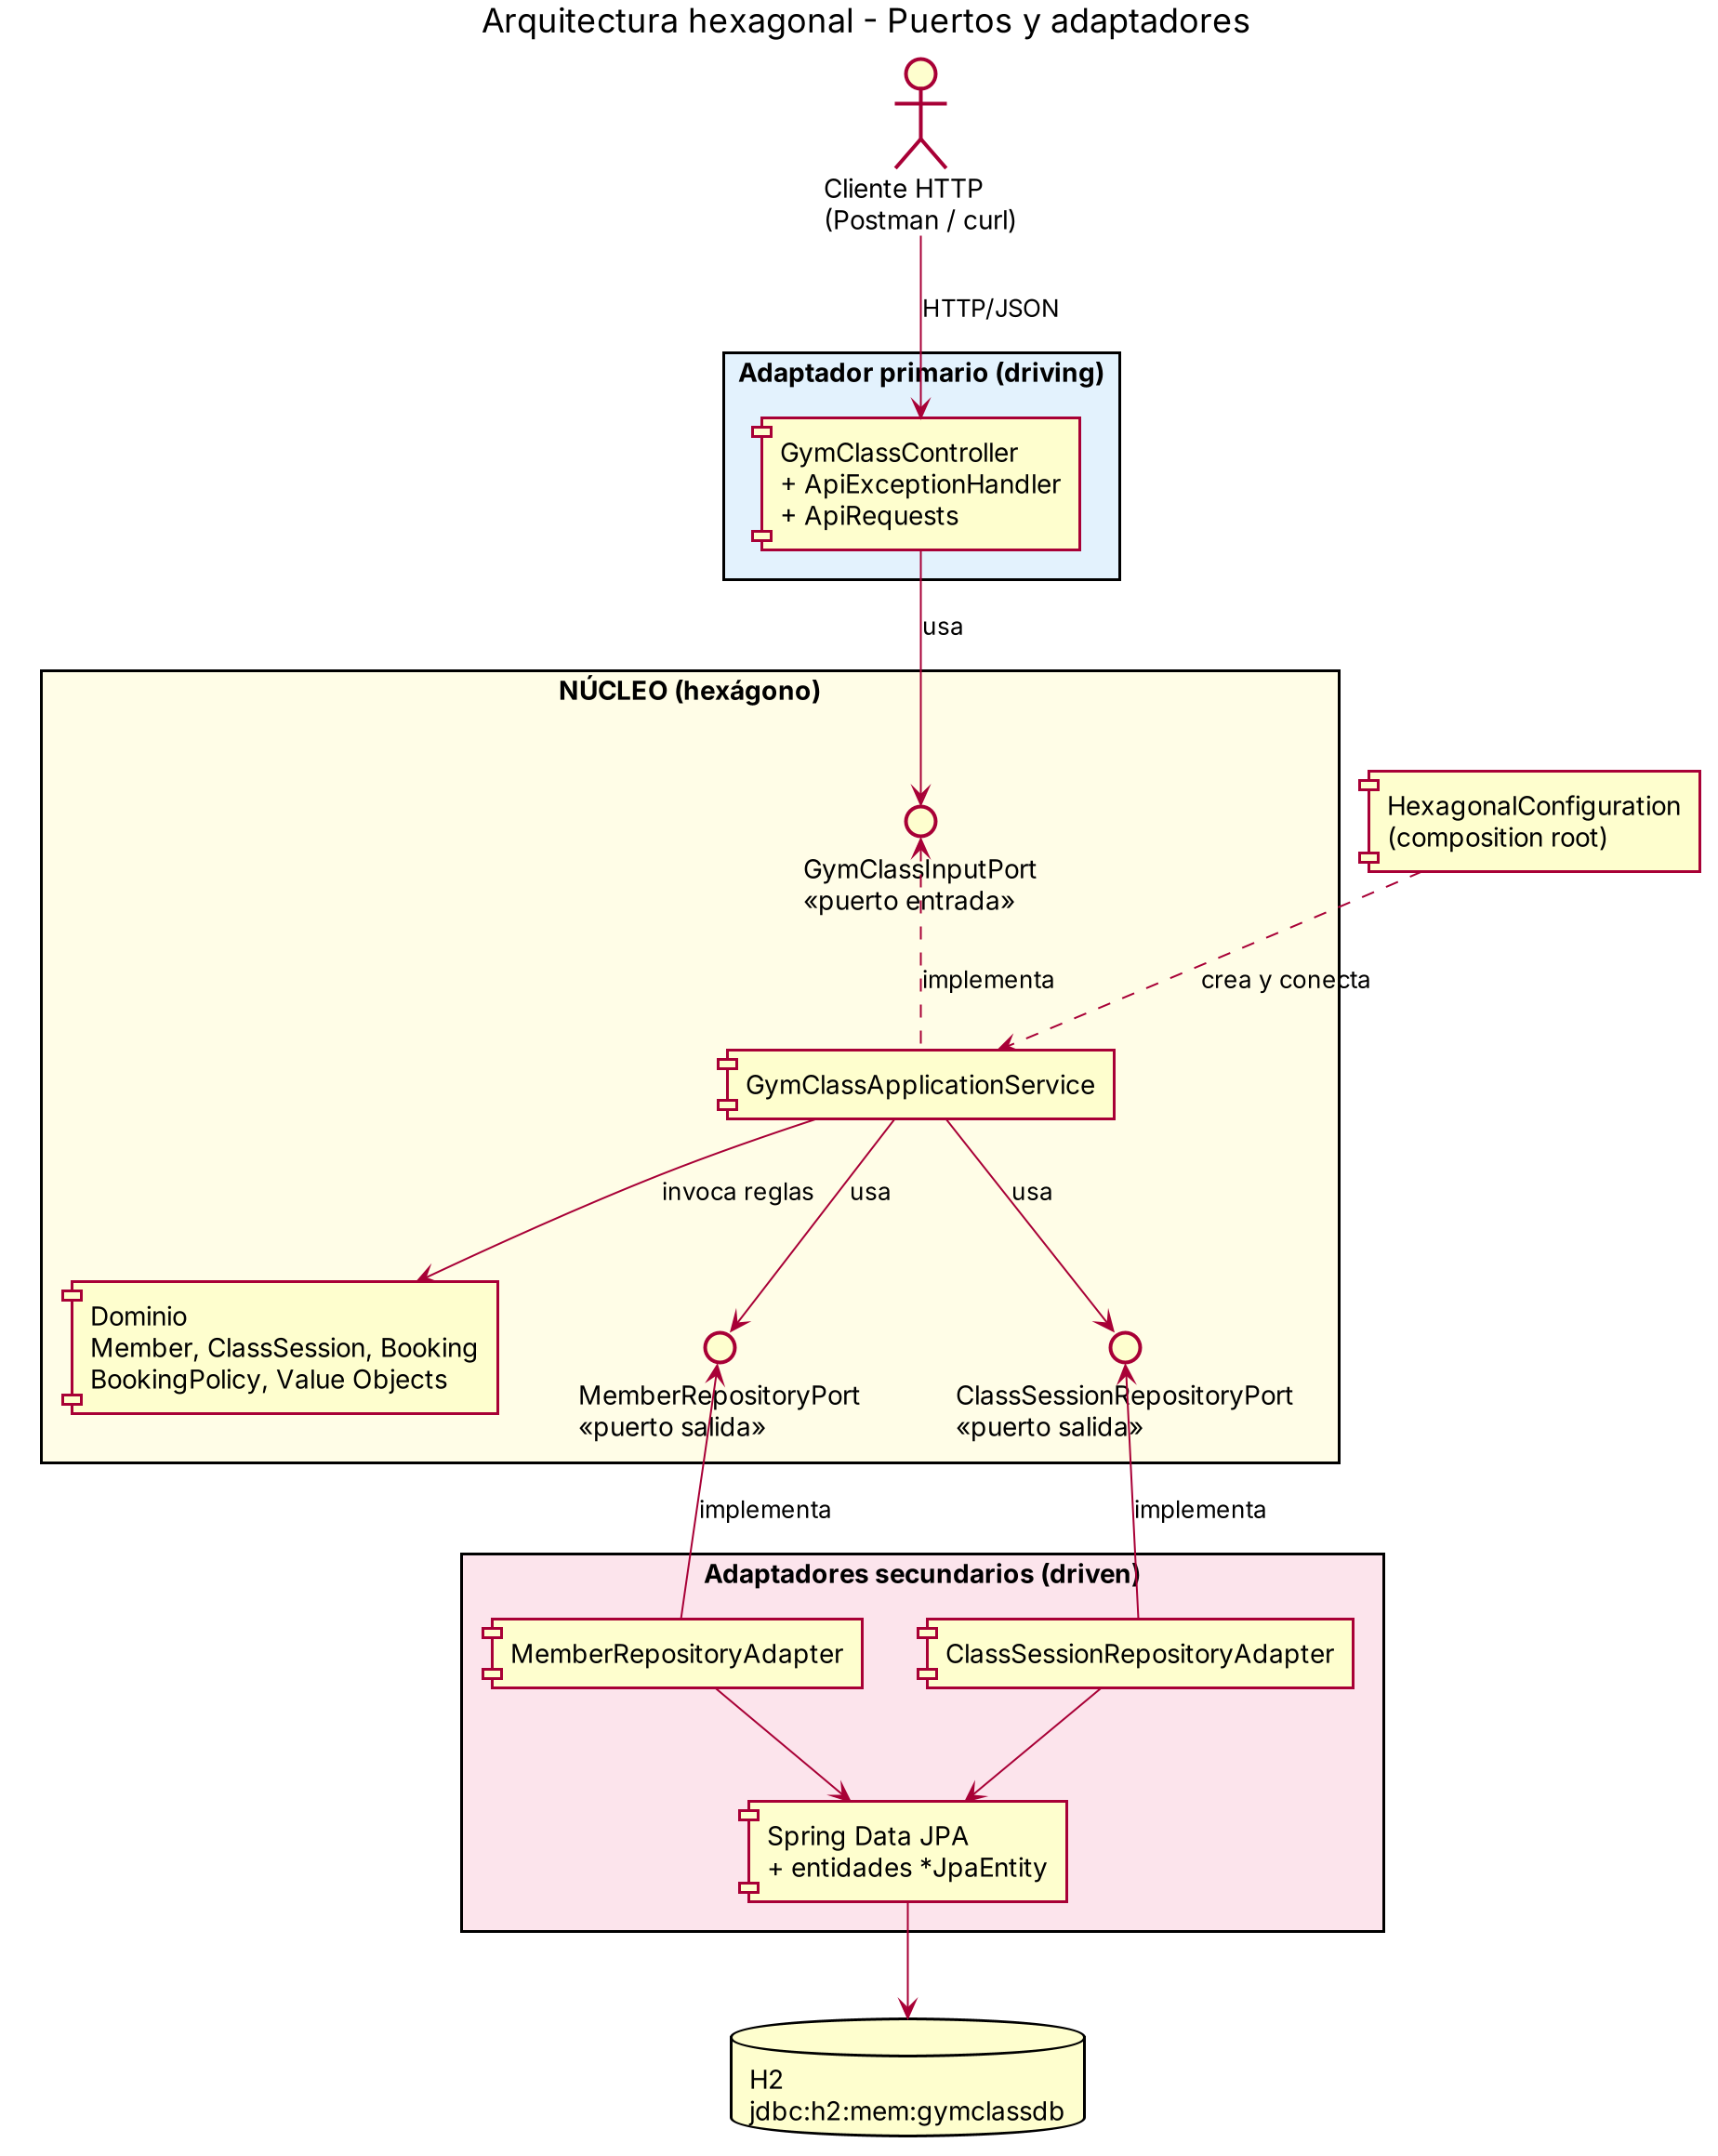 Arquitectura hexagonal - Puertos y adaptadores
Cliente HTTP
(Postman / curl)
HTTP/JSON
Adaptador primario (driving)
GymClassController
+ ApiExceptionHandler
+ ApiRequests
usa
NÚCLEO (hexágono)
HexagonalConfiguration
(composition root)
GymClassInputPort
«puerto entrada»
implementa
crea y conecta
GymClassApplicationService
invoca reglas
usa
usa
Dominio
Member, ClassSession, Booking
BookingPolicy, Value Objects
MemberRepositoryPort
«puerto salida»
ClassSessionRepositoryPort
«puerto salida»
implementa
implementa
Adaptadores secundarios (driven)
MemberRepositoryAdapter
ClassSessionRepositoryAdapter
Spring Data JPA
+ entidades *JpaEntity
H2
jdbc:h2:mem:gymclassdb